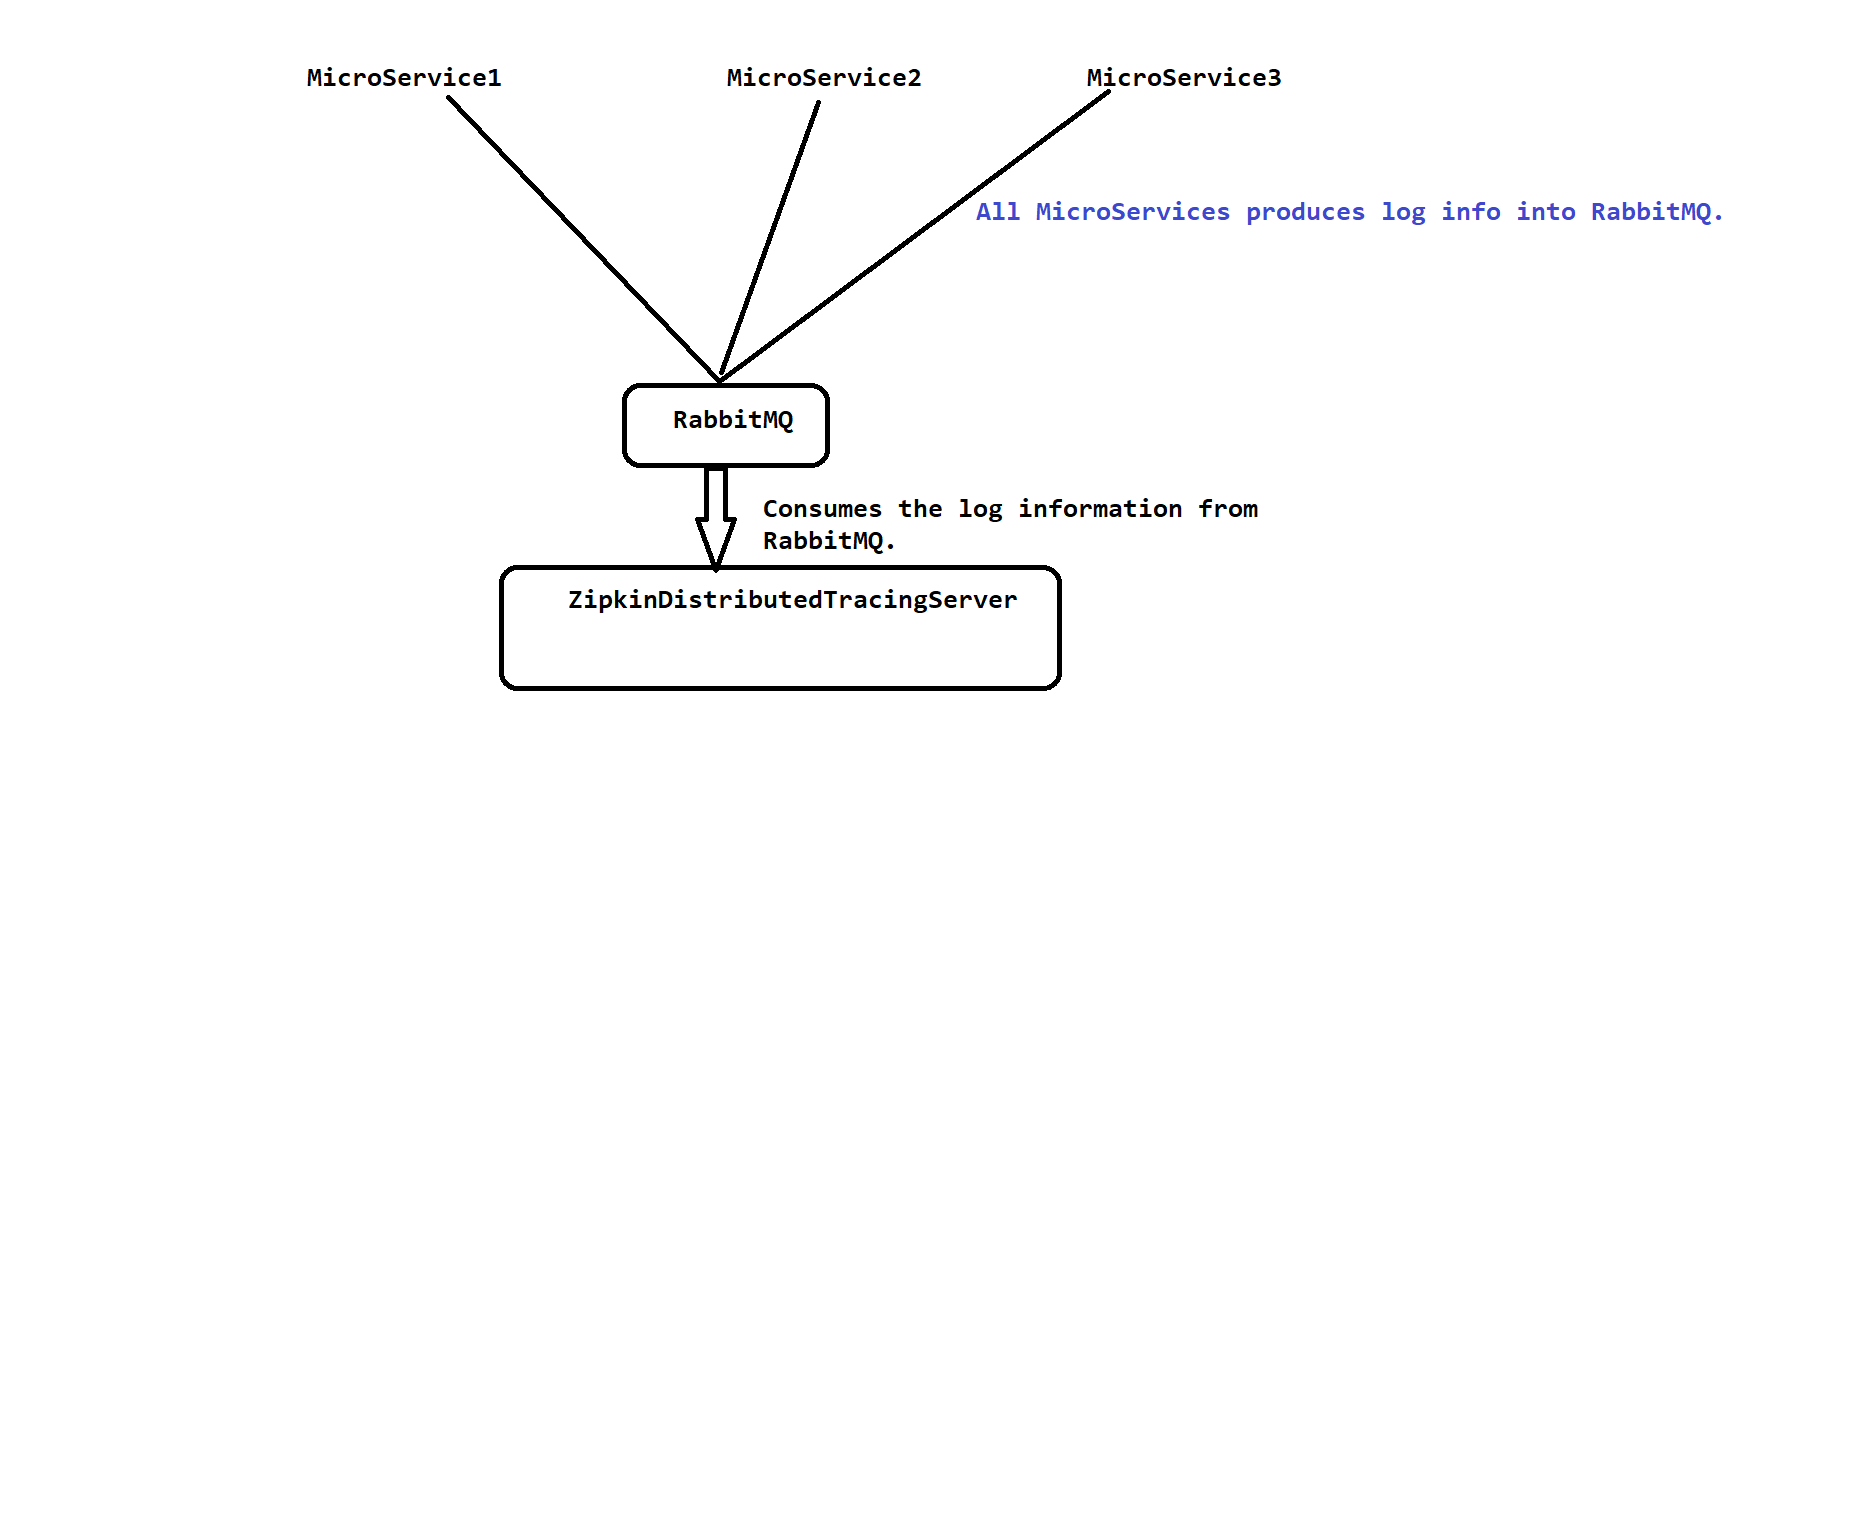 MicroService1 MicroService2 MicroService3
All MicroServices produces log info into RabbitMQ.
RabbitMQ
Consumes the log information from
RabbitMQ.
ZipkinDistributedTracingServer